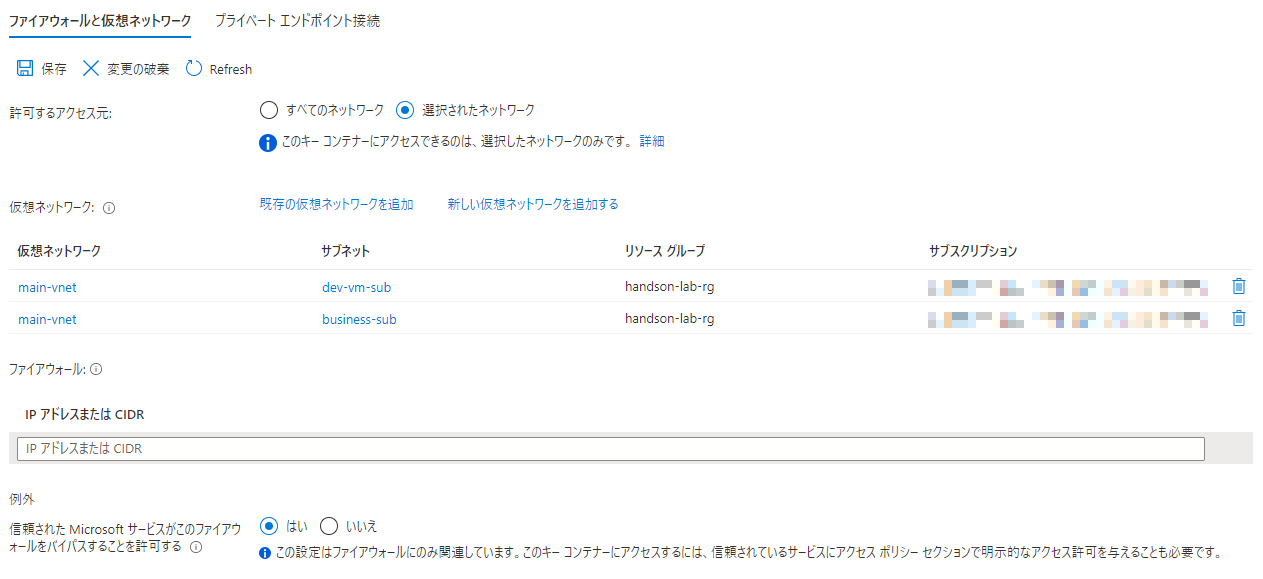 ファイアウォールと仮想ネットワーク プライベート エンドポイント接続
保存 変更の破棄 Refresh
許可するアクセス元: すべてのネットワーク 選択されたネットワーク
このキー コンテナーにアクセスできるのは、選択したネットワークのみです。 詳細
仮想ネットワーク: 既存の仮想ネットワークを追加 新しい仮想ネットワークを追加する
仮想ネットワーク サブネット リソース グループ サブスクリプション
main-vnet dev-vm-sub handson-lab-rg
main-vnet business-sub handson-lab-rg
ファイアウォール:
IP アドレスまたは CIDR
IP アドレスまたは CIDR
例外
信頼された Microsoft サービスがこのファイアウ
ォールをバイパスすることを許可する
はい いいえ
この設定はファイアウォールにのみ関連しています。このキー コンテナーにアクセスするには、信頼されているサービスにアクセス ポリシー セクションで明示的なアクセス許可を与えることも必要です。